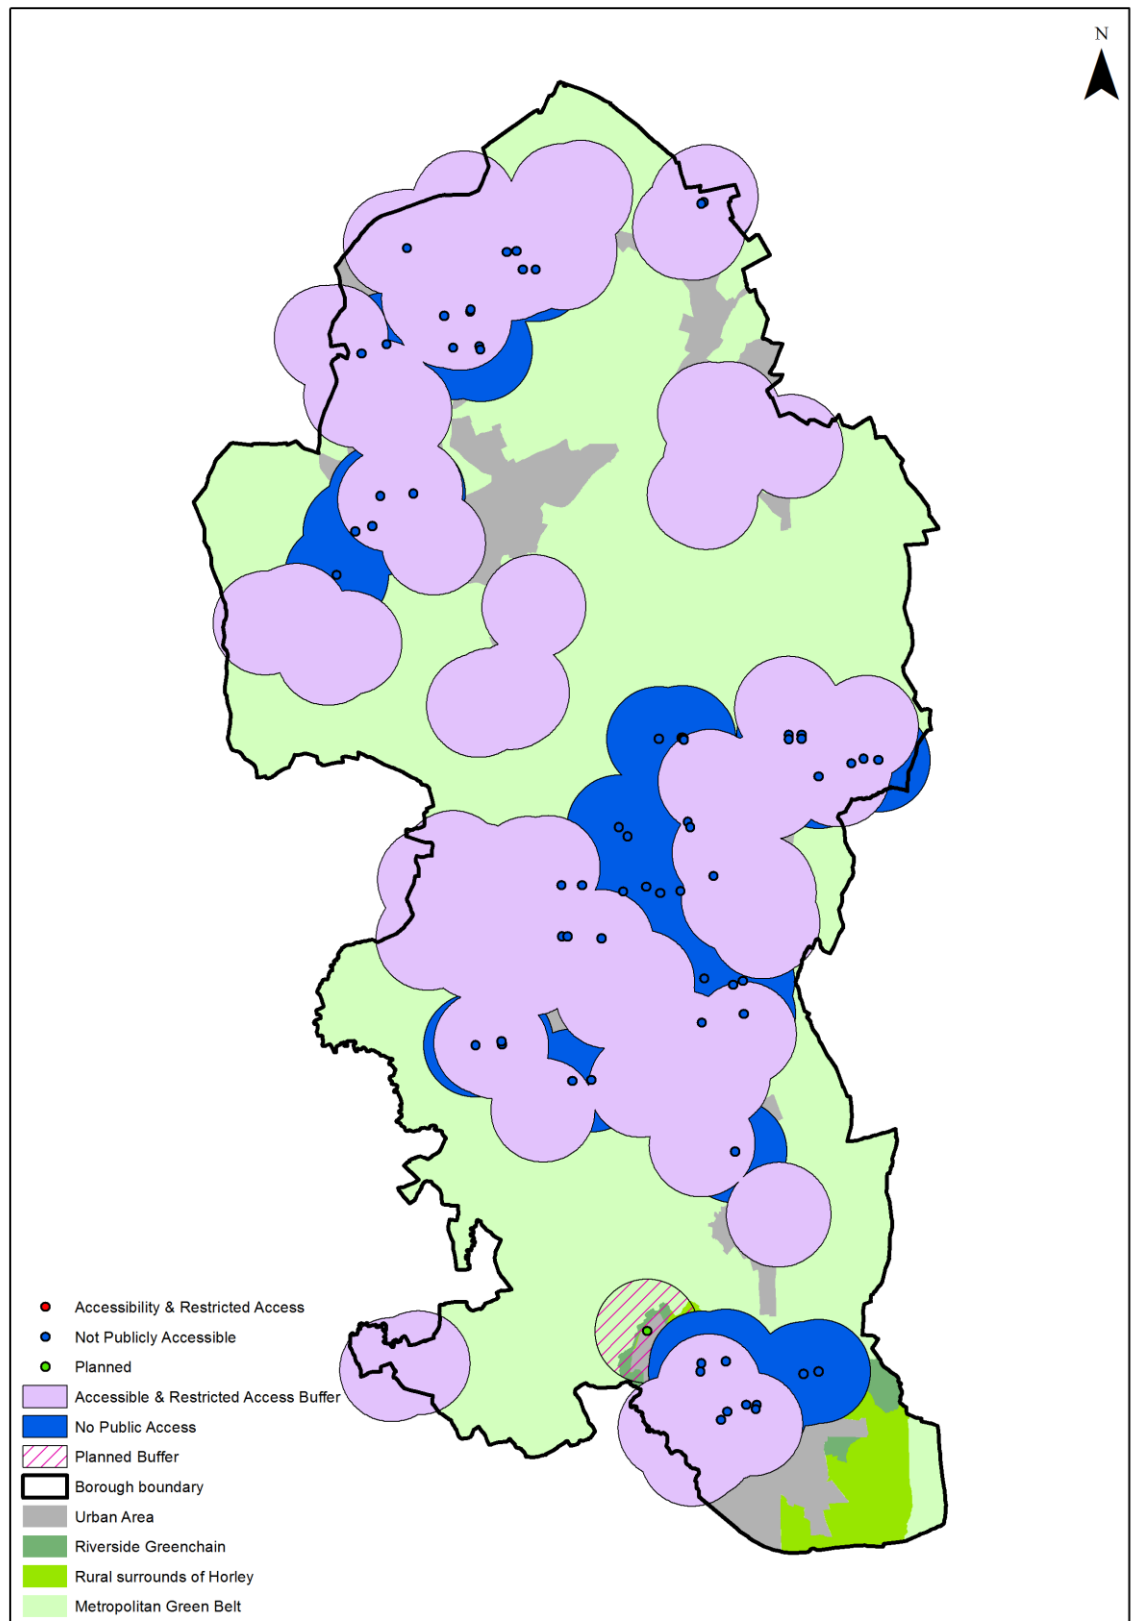 N
Accessibility & Restricted Access
Not Publicly Accessible
Planned
Accessible & Restricted Access Buffer
No Public Access
Planned Buffer
Borough boundary
Urban Area
Riverside Greenchain
Rural surrounds of Horley
Metropolitan Green Belt